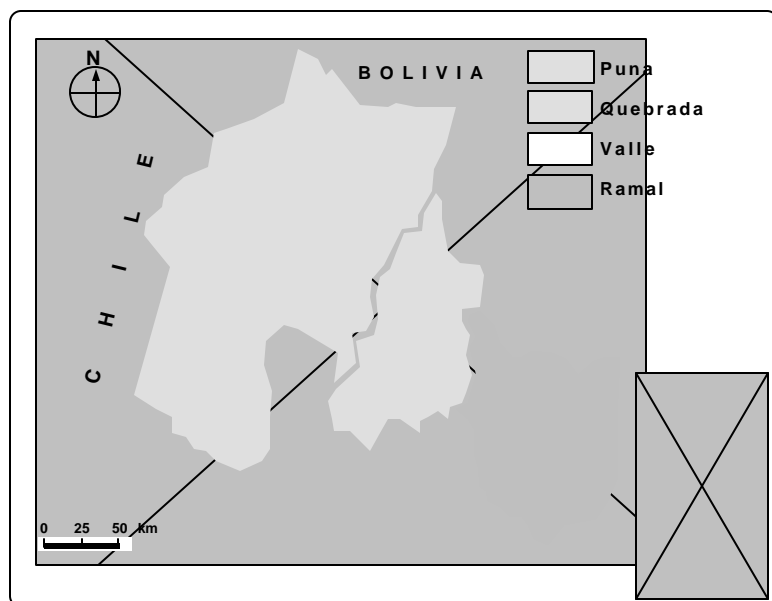 N
BOLIVIA
Puna
Quebrada
Valle
Ramal
CHILE
0 25 50 km